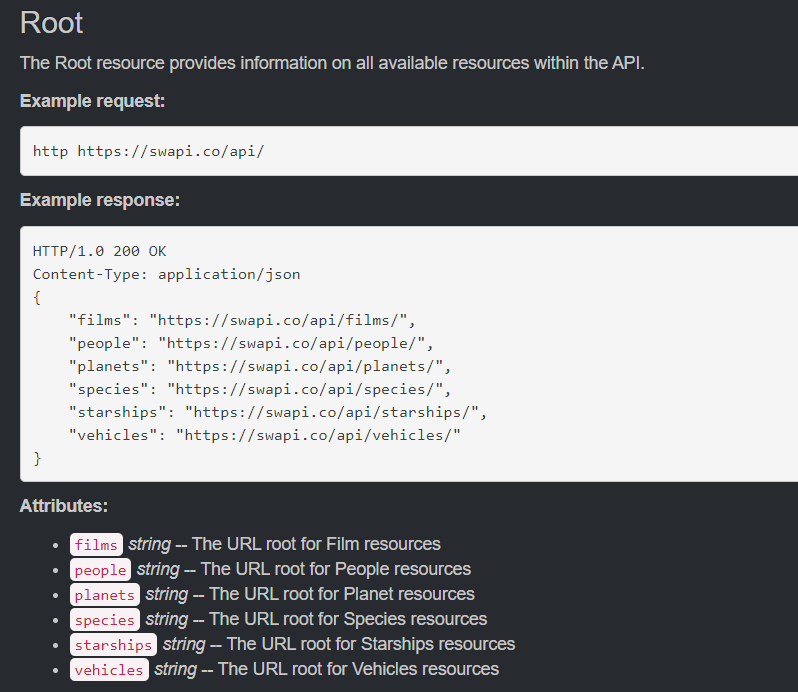 Root
The Root resource provides information on all available resources within the API.
Example request:
http https://swapi.co/api/
Example response:
HTTP/1.0 200 OK
Content-Type: application/json
{
    "films": "https://swapi.co/api/films/",
    "people": "https://swapi.co/api/people/",
    "planets": "https://swapi.co/api/planets/",
    "species": "https://swapi.co/api/species/",
    "starships": "https://swapi.co/api/starships/",
    "vehicles": "https://swapi.co/api/vehicles/"
}
Attributes:
• films string -- The URL root for Film resources
• people string -- The URL root for People resources
• planets string -- The URL root for Planet resources
• species string -- The URL root for Species resources
• starships string -- The URL root for Starships resources
• vehicles string -- The URL root for Vehicles resources